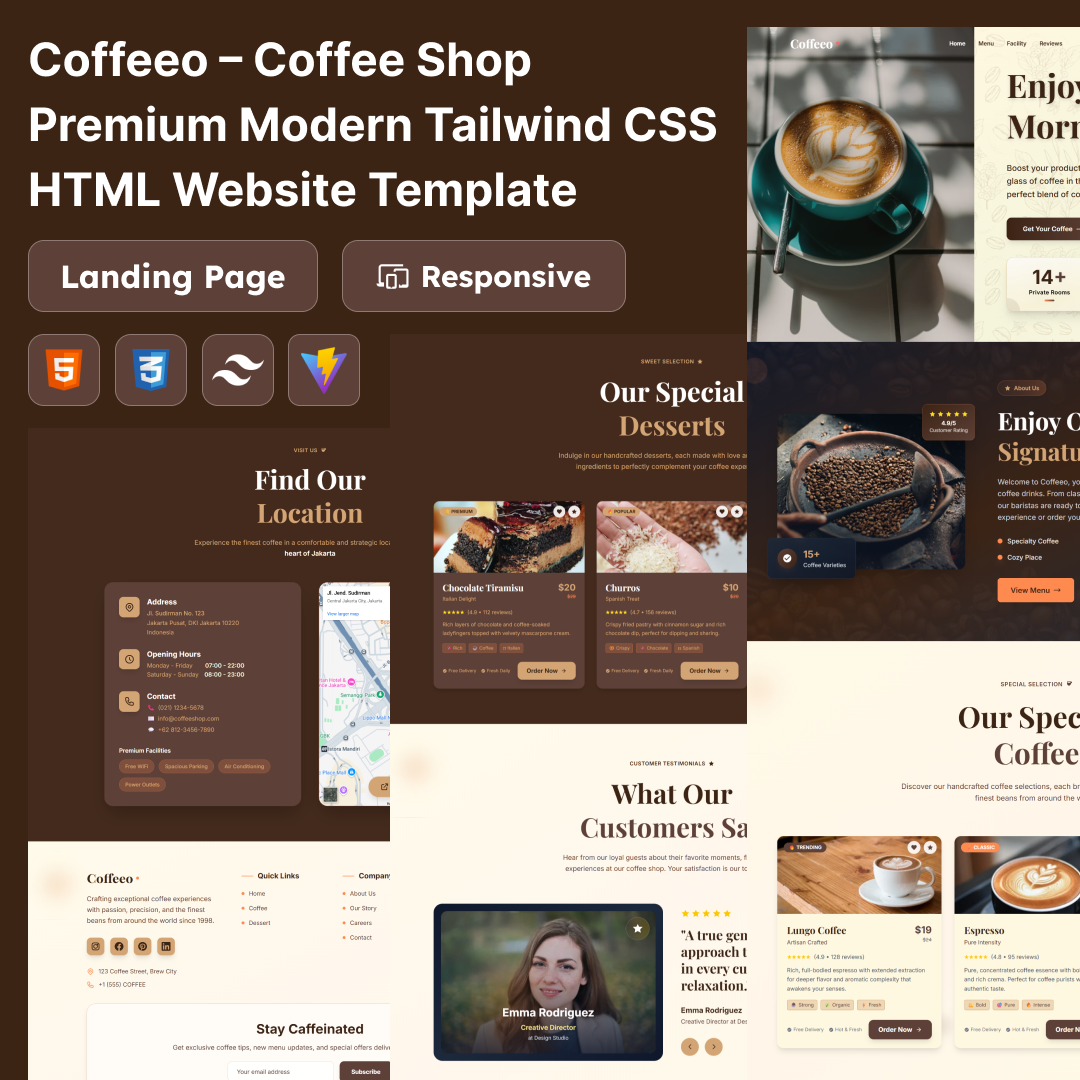 Coffeeo – Coffee Shop
Premium Modern Tailwind CSS
HTML Website Template
Landing Page
Responsive
VISIT US
Find Our
Location
Experience the finest coffee in a comfortable and strategic
heart of Jakarta
Address
Jl. Sudirman No. 123
Jakarta Pusat, DKI Jakarta 10220
Indonesia
Opening Hours
Monday - Friday 07:00 - 22:00
Saturday - Sunday 08:00 - 23:00
Contact
(021) 1234-5678
info@coffeeshop.com
+62 812-3456-7890
Premium Facilities
Free WiFi
Spacious Parking
Air Conditioning
Power Outlets
Jl. Jend. Sudirman
Central Jakarta City, Jakarta
View larger map
Coffeeo
Crafting exceptional coffee experiences
with passion, precision, and the finest
beans from around the world since 1998.
123 Coffee Street, Brew City
+1 (555) COFFEE
Quick Links
Home
Coffee
Dessert
Company
About Us
Our Story
Careers
Contact
Stay Caffeinated
Get exclusive coffee tips, new menu updates, and special offers
Your email address
Subscribe
SWEET SELECTION
Our Special
Desserts
Indulge in our handcrafted desserts, each made with love
ingredients to perfectly complement your coffee
PREMIUM
Chocolate Tiramisu $20
Italian Delight
(4.9 • 112 reviews)
Rich layers of chocolate and coffee-soaked
ladyfingers topped with velvety mascarpone cream.
Rich
Coffee
Italian
Free Delivery
Fresh Daily
Order Now →
POPULAR
Churros $10
Spanish Treat
(4.7 • 156 reviews)
Crispy fried pastry with cinnamon sugar and rich
chocolate dip, perfect for dipping and sharing.
Crispy
Chocolate
Spanish
Free Delivery
Fresh Daily
Order Now →
CUSTOMER TESTIMONIALS
What Our
Customers Sa
Hear from our loyal guests about their favorite moments,
experiences at our coffee shop. Your satisfaction is our
Emma Rodriguez
Creative Director
at Design Studio
"A true gen
approach t
in every cu
relaxation.
Emma Rodriguez
Creative Director at Des
Coffeeo
Home
Menu
Facility
Reviews
Enjoy
Morn
Boost your product
glass of coffee in th
perfect blend of co
Get Your Coffee
14+
Private Rooms
About Us
4.9/5
Customer Rating
15+
Coffee Varieties
Enjoy O
Signatu
Welcome to Coffeeo, yo
coffee drinks. From clas
our baristas are ready to
experience or order you
Specialty Coffee
Cozy Place
View Menu →
SPECIAL SELECTION
Our Spec
Coffee
Discover our handcrafted coffee selections, each br
finest beans from around the w
TRENDING
Lungo Coffee $19
Artisan Crafted
(4.9 • 128 reviews)
Rich, full-bodied espresso with extended extraction
for deeper flavor and aromatic complexity that
awakens your senses.
Strong
Organic
Fresh
Free Delivery
Hot & Fresh
Order Now →
CLASSIC
Espresso
Pure Intensity
(4.8 • 95 reviews)
Pure, concentrated coffee essence with bo
and rich crema. Perfect for coffee purists w
authentic taste.
Bold
Pure
Intense
Free Delivery
Hot & Fresh
Order N